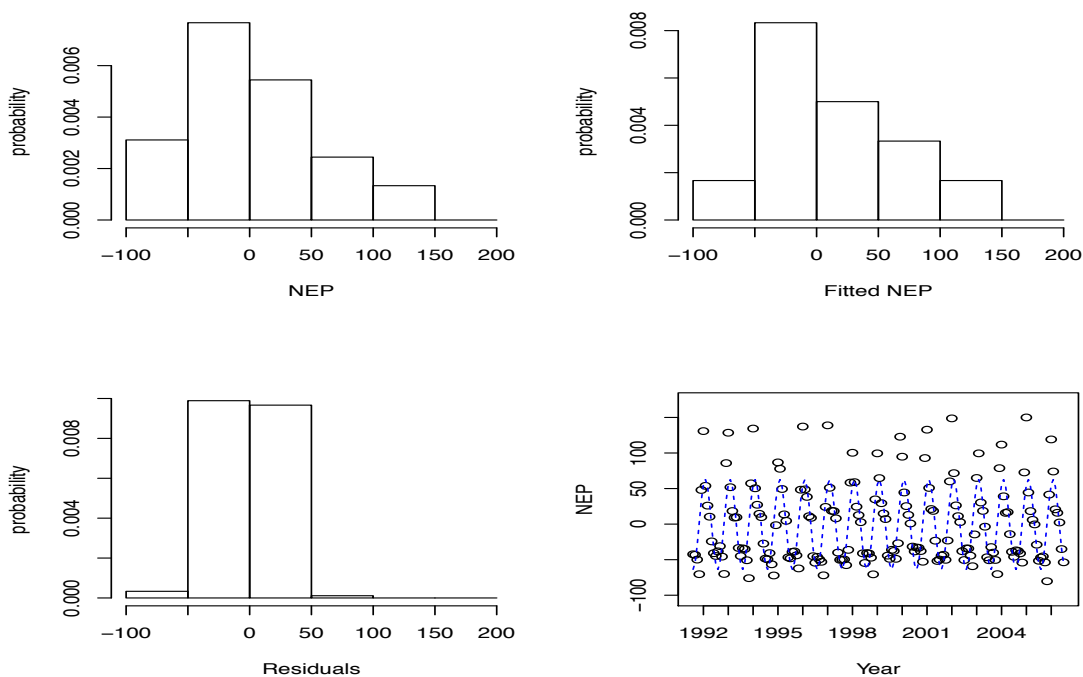 probability
0.000 0.002 0.004 0.006
−100 0 50 100 150 200
NEP
probability
0.000 0.004 0.008
−100 0 50 100 150 200
Fitted NEP
probability
0.000 0.004 0.008
−100 0 50 100 150 200
Residuals
NEP
−100 0 50 100
1992 1995 1998 2001 2004
Year